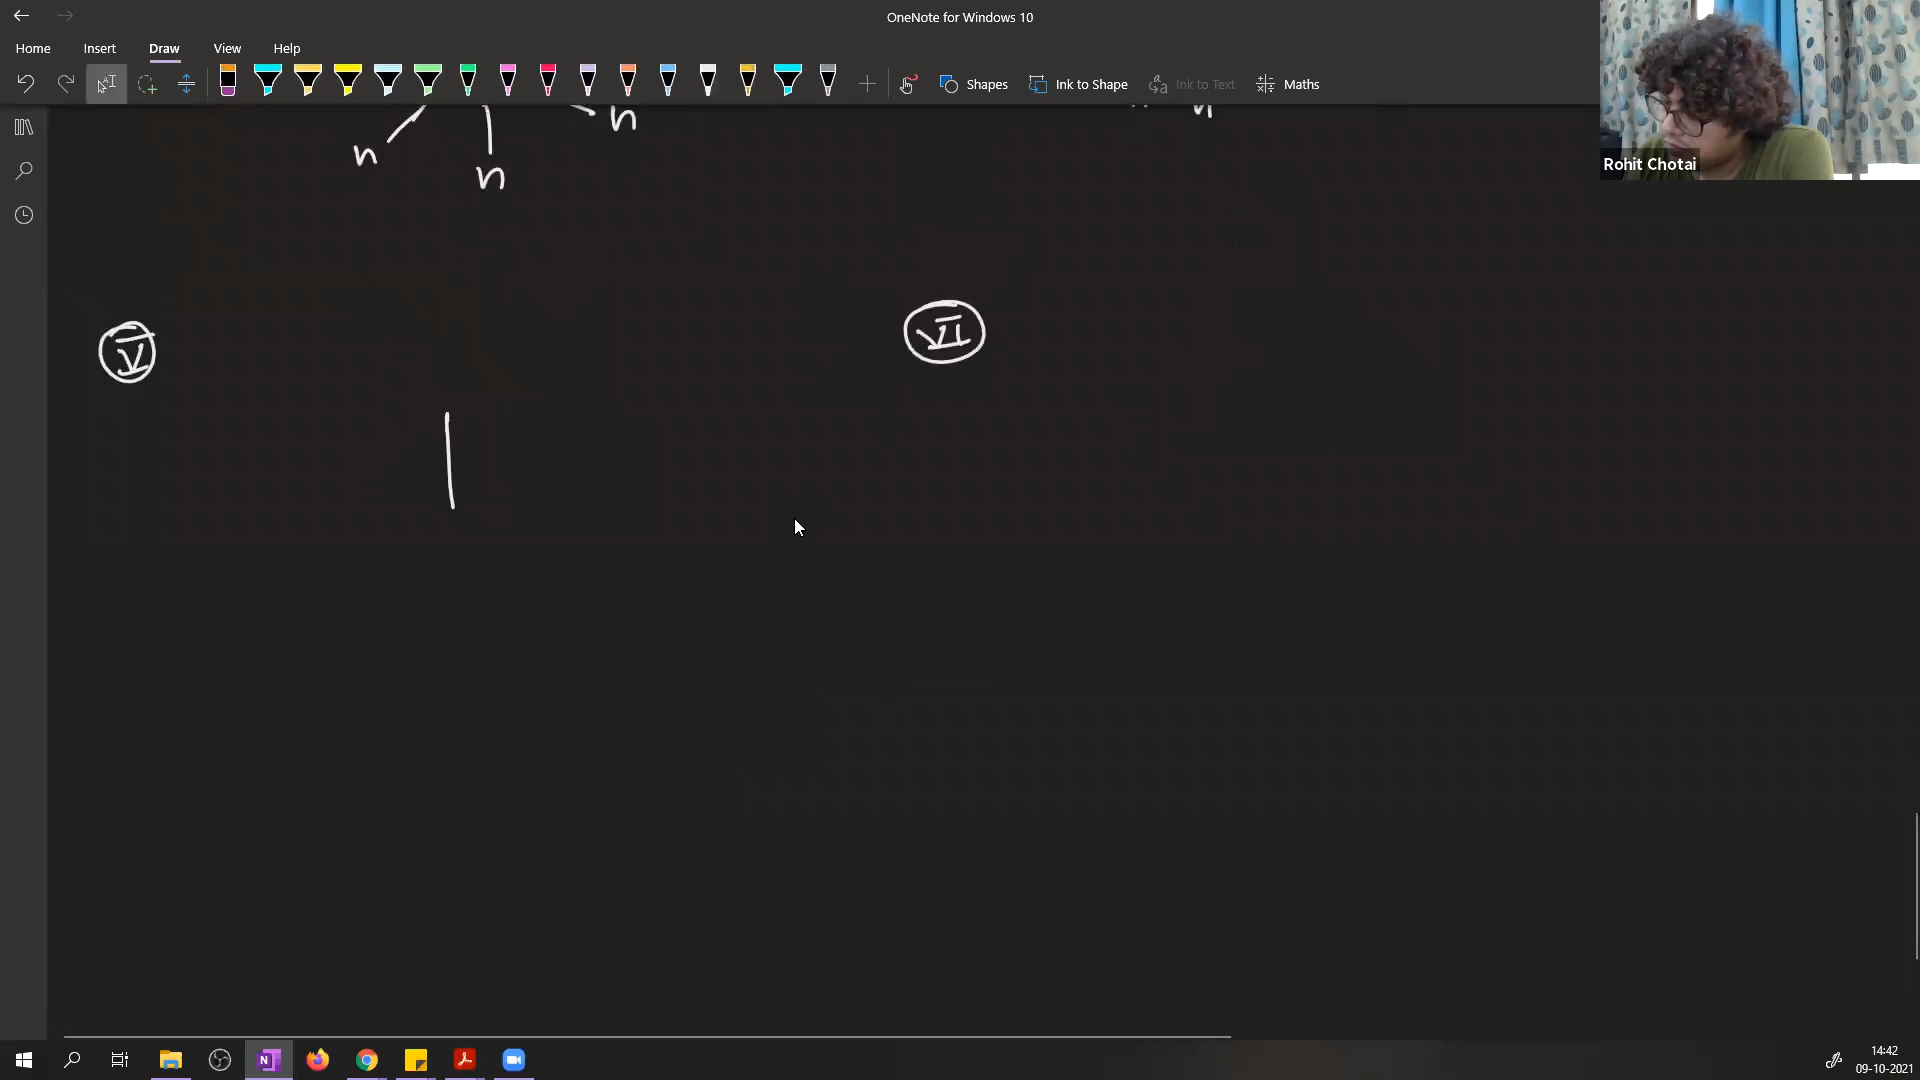 OneNote for Windows 10
Home Insert Draw View Help
Shapes Ink to Shape Ink to Text Maths
Rohit Chotai
n n n
V VI
14:42
09-10-2021